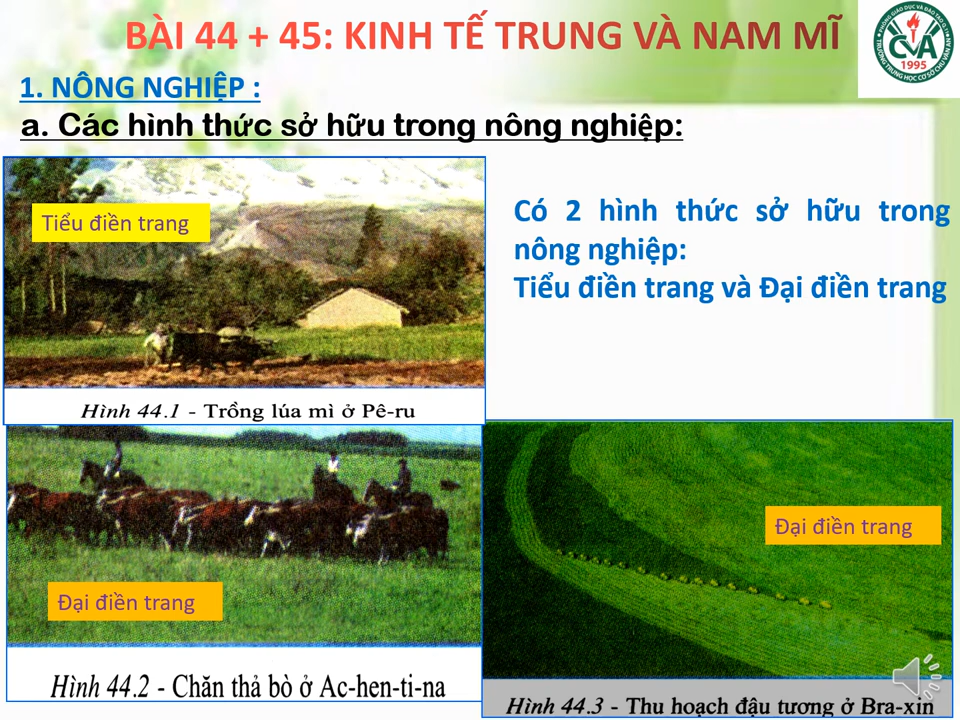 BÀI 44 + 45: KINH TẾ TRUNG VÀ NAM MĨ
CVA
1995
1. NÔNG NGHIỆP :
a. Các hình thức sở hữu trong nông nghiệp:
Tiểu điền trang
Có 2 hình thức sở hữu trong
nông nghiệp:
Tiểu điền trang và Đại điền trang
Hình 44.1 - Trồng lúa mì ở Pê-ru
Đại điền trang
Đại điền trang
Hình 44.2 - Chăn thả bò ở Ac-hen-ti-na
Hình 44.3 - Thu hoạch đậu tương ở Bra-xin